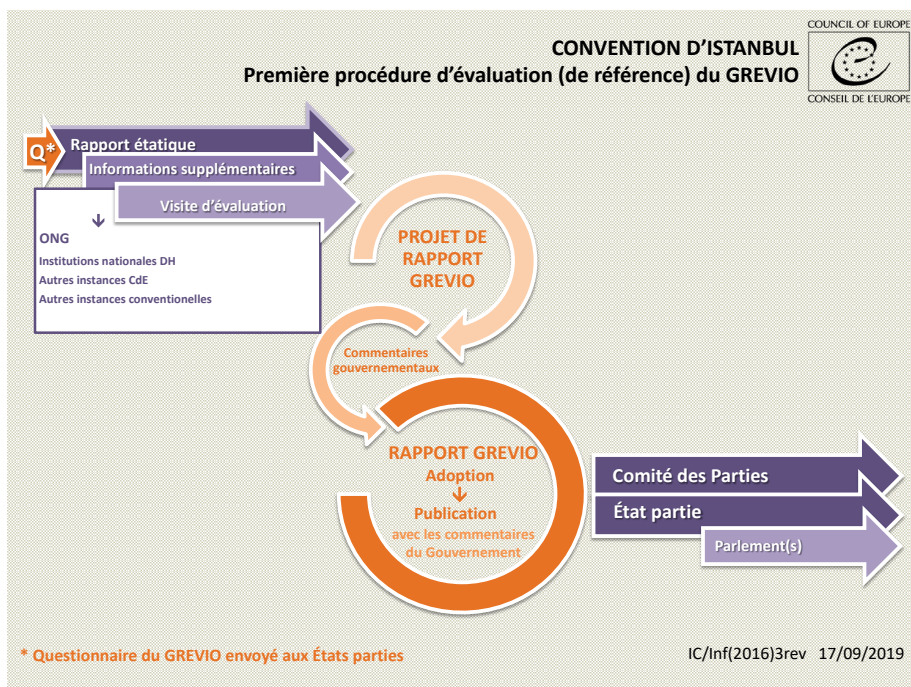 COUNCIL OF EUROPE
CONSEIL DE L'EUROPE
CONVENTION D'ISTANBUL
Première procédure d'évaluation (de référence) du GREVIO
Q*
Rapport étatique
Informations supplémentaires
Visite d'évaluation
↓
ONG
Institutions nationales DH
Autres instances CdE
Autres instances conventionelles
PROJET DE
RAPPORT
GREVIO
Commentaires
gouvernementaux
RAPPORT GREVIO
Adoption
↓
Publication
avec les commentaires
du Gouvernement
Comité des Parties
État partie
Parlement(s)
* Questionnaire du GREVIO envoyé aux États parties
IC/Inf(2016)3rev 17/09/2019